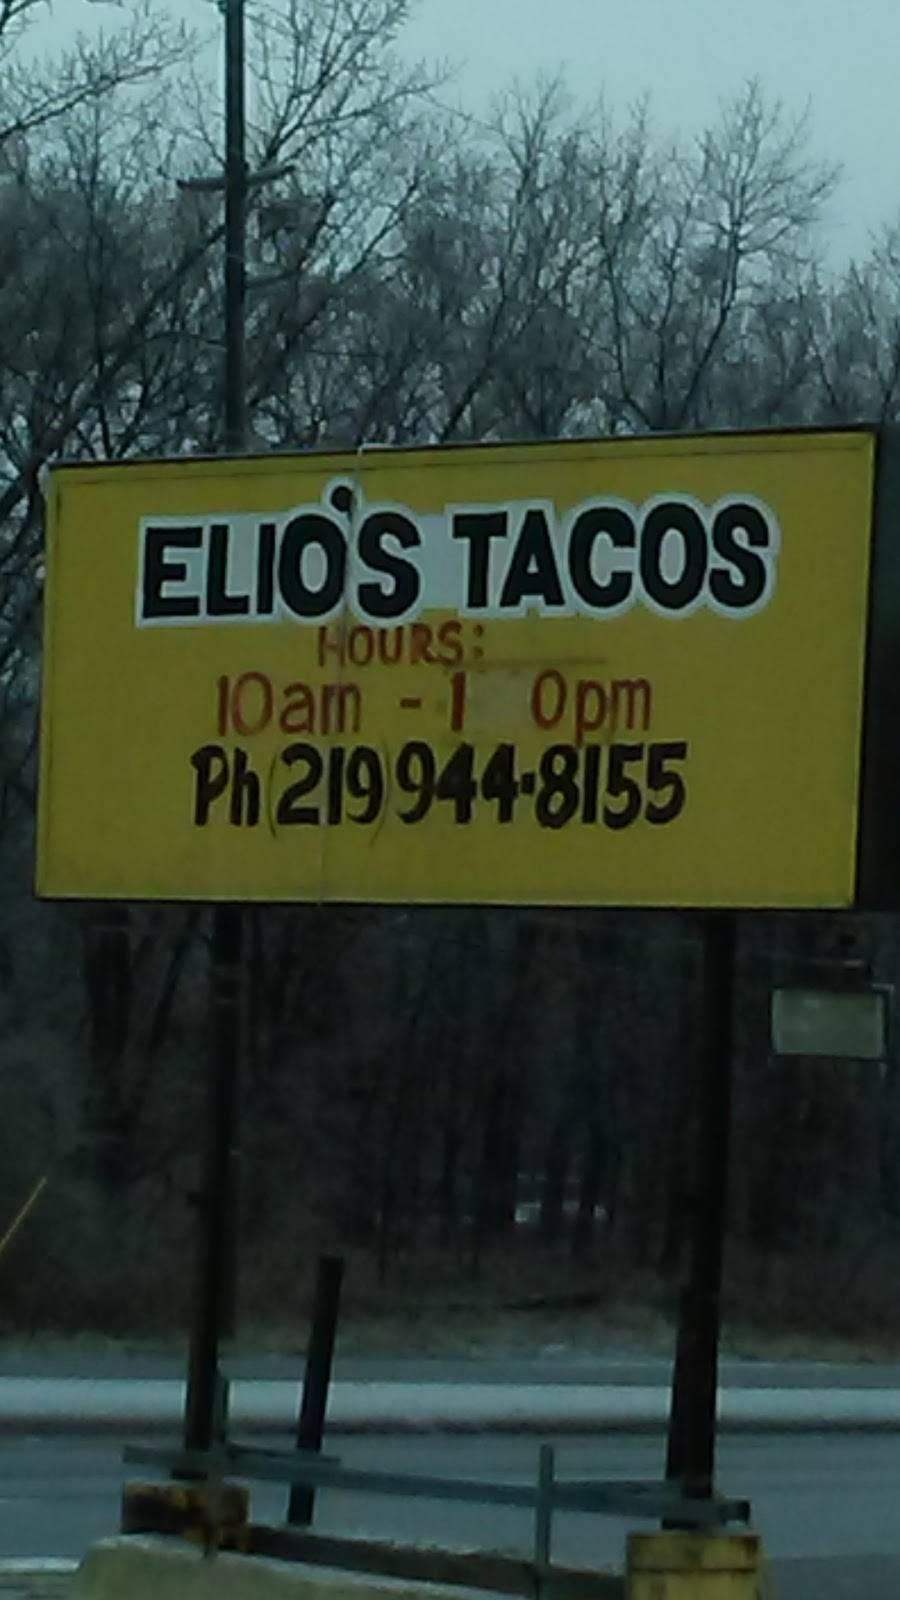 ELIO'S TACOS
HOURS:
10am - 1 0pm
Ph (219) 944-8155